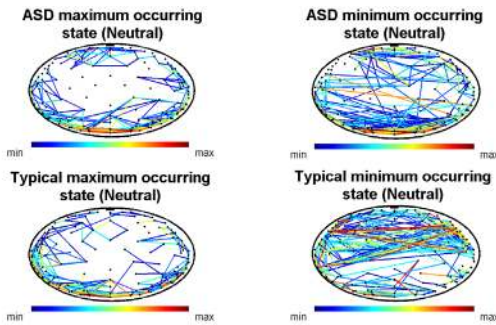 ASD maximum occurring
state (Neutral)
ASD minimum occurring
state (Neutral)
min max
min max
Typical maximum occurring
state (Neutral)
Typical minimum occurring
state (Neutral)
min max
min max